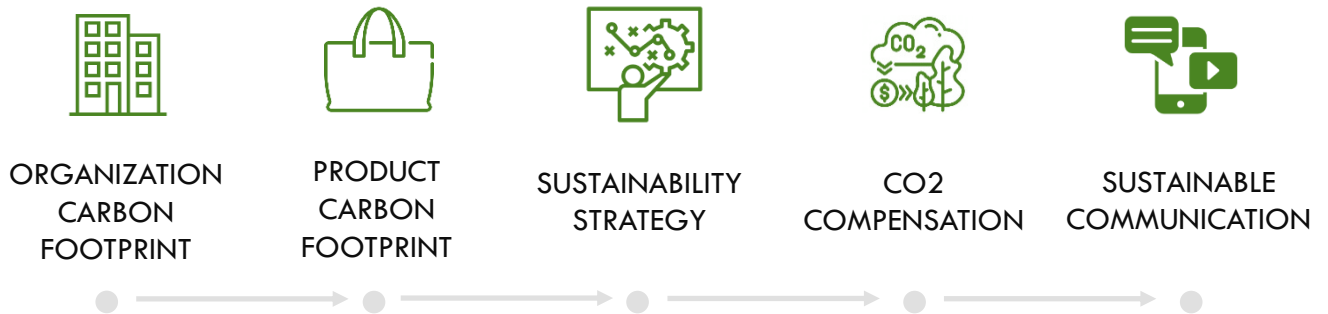 CO2
$
ORGANIZATION
CARBON
FOOTPRINT
PRODUCT
CARBON
FOOTPRINT
SUSTAINABILITY
STRATEGY
CO2
COMPENSATION
SUSTAINABLE
COMMUNICATION